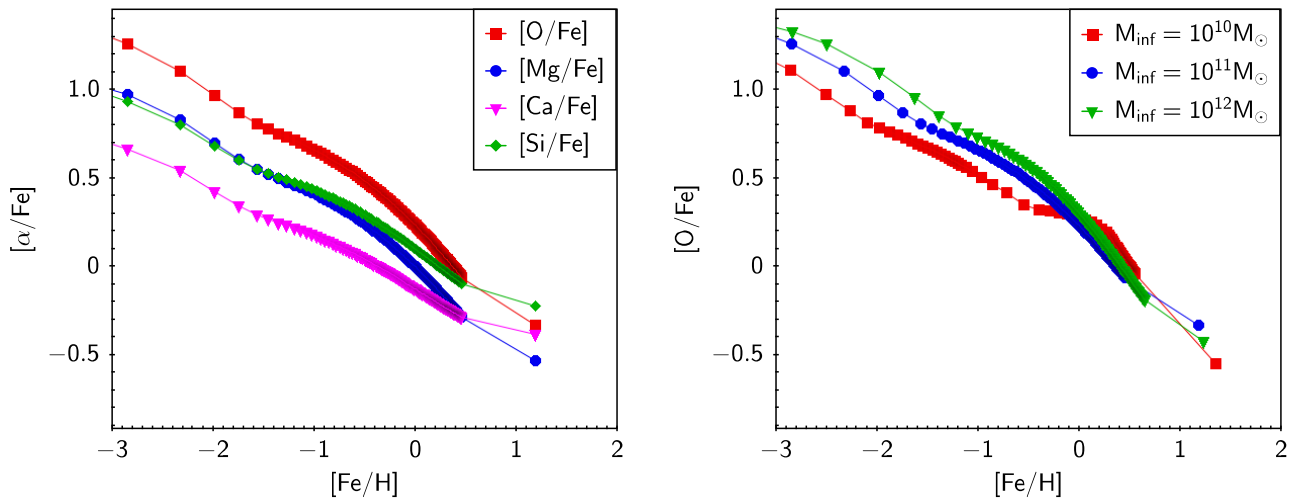 [O/Fe]
[Mg/Fe]
[Ca/Fe]
[Si/Fe]
1.0
0.5
0
−0.5
[α/Fe]
−3 −2 −1 0 1 2
[Fe/H]
M_inf = 10^10 M_⊙
M_inf = 10^11 M_⊙
M_inf = 10^12 M_⊙
1.0
0.5
0
−0.5
[O/Fe]
−3 −2 −1 0 1 2
[Fe/H]